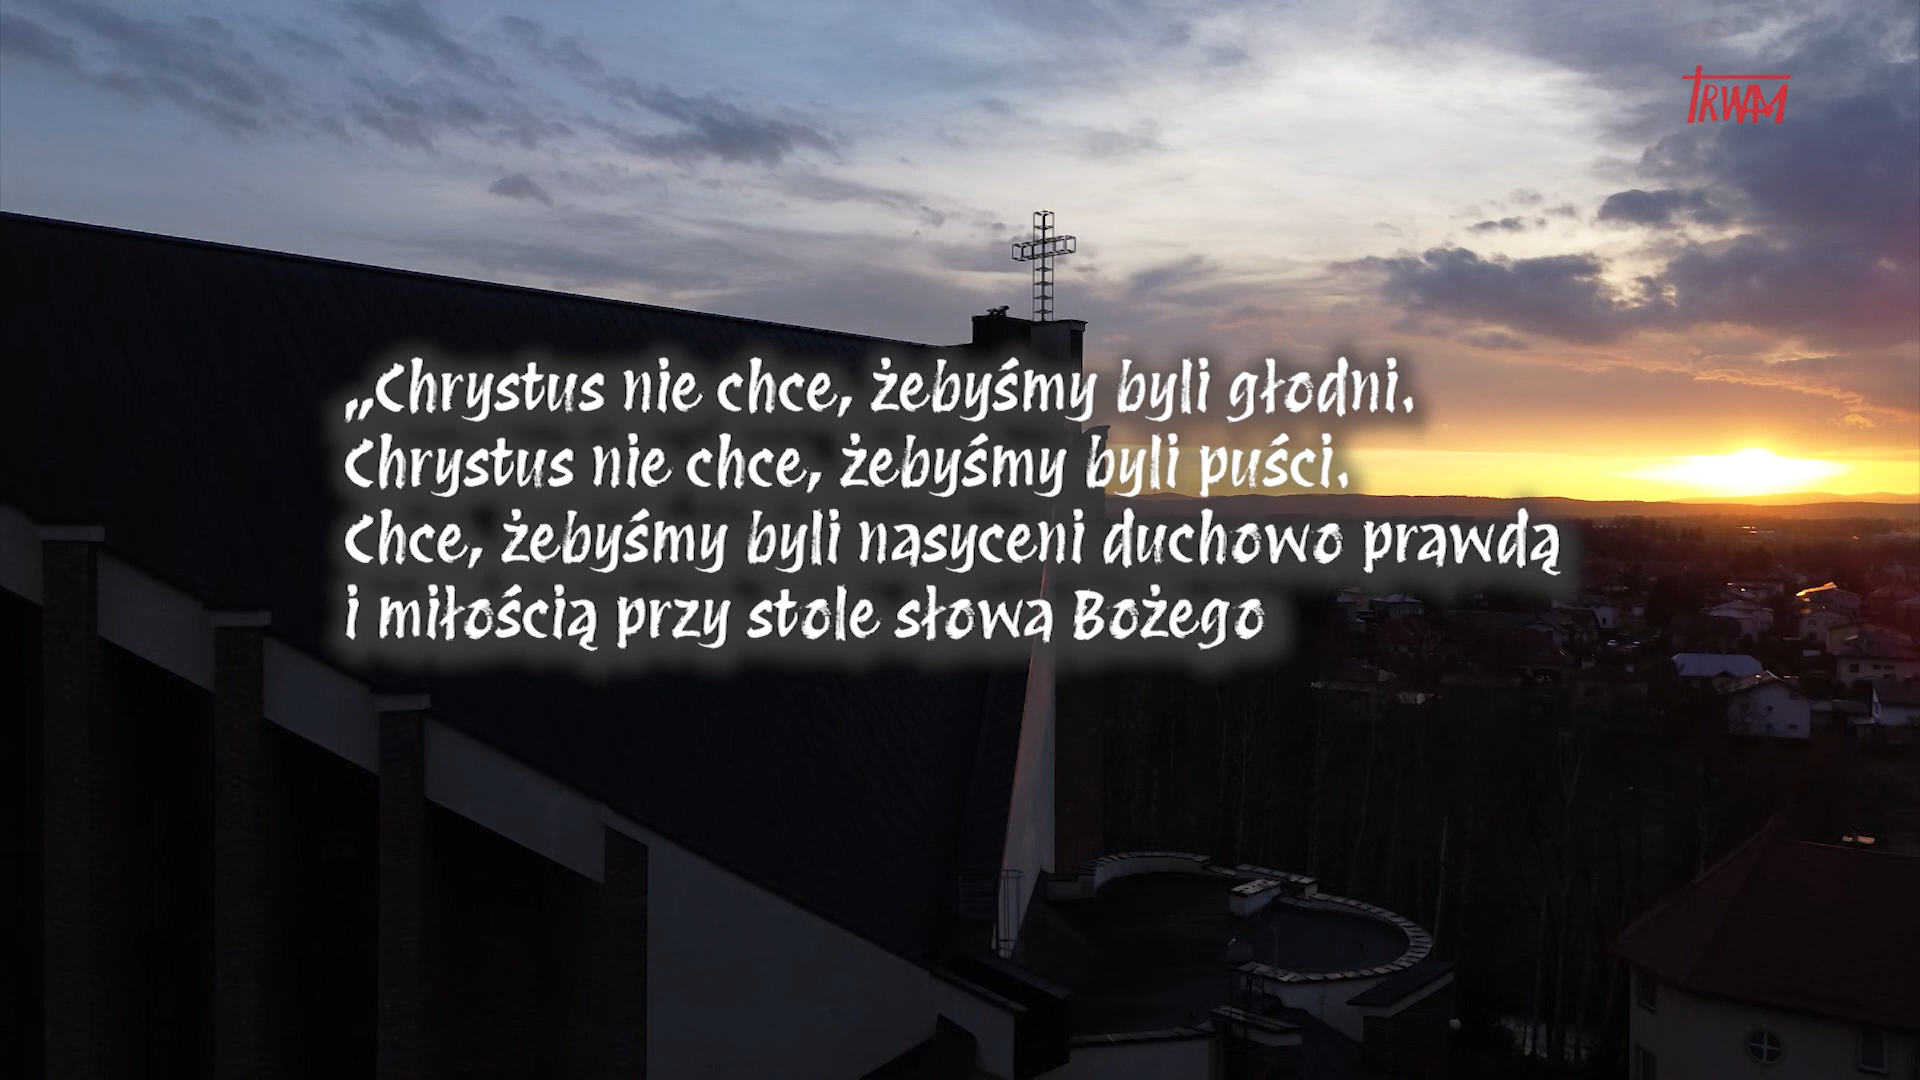 TRWAM
„Chrystus nie chce, żebyśmy byli głodni.
Chrystus nie chce, żebyśmy byli puści.
Chce, żebyśmy byli nasyceni duchowo prawdą
i miłością przy stole słowa Bożego